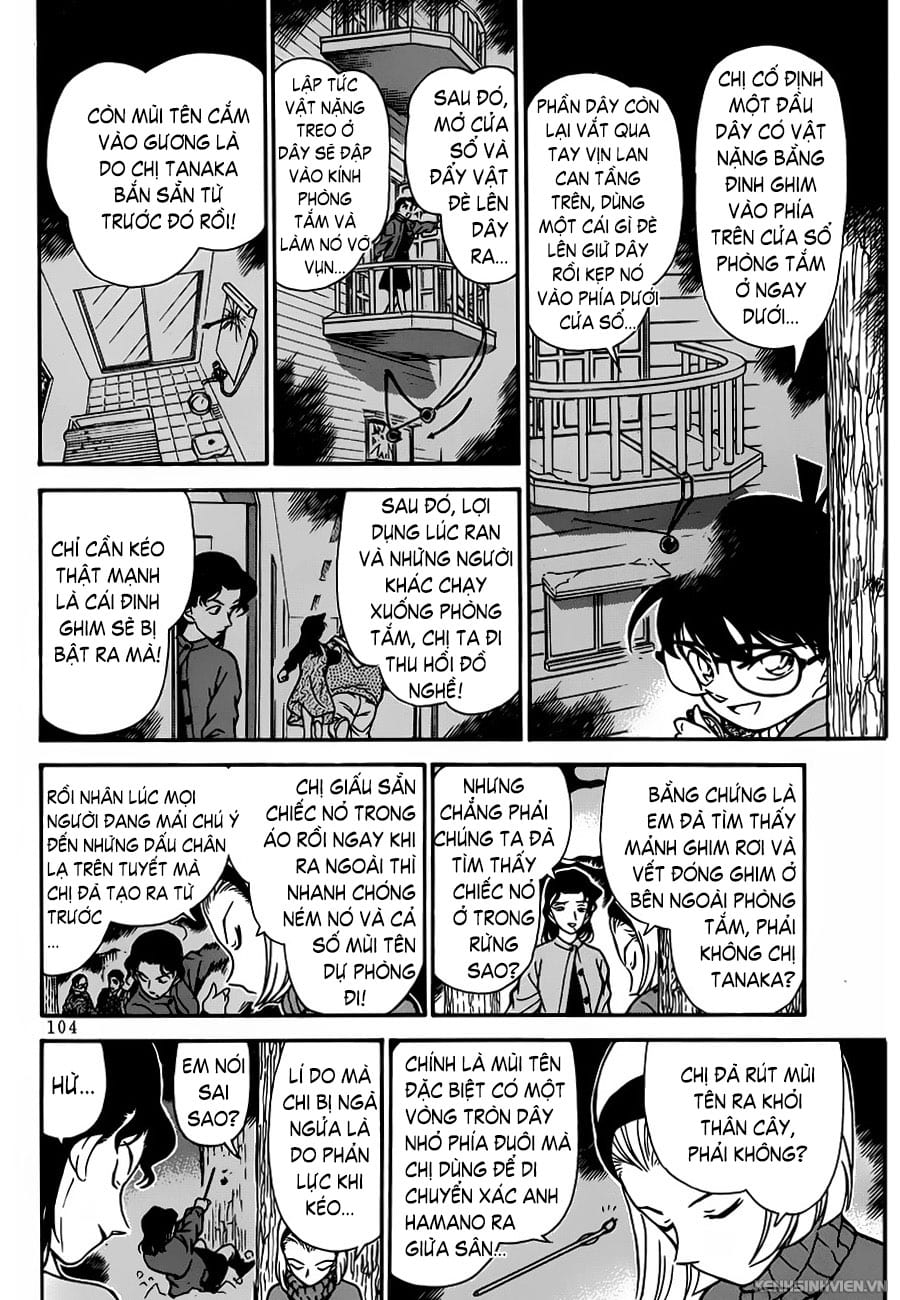 CHỊ CỐ ĐỊNH
MỘT ĐẦU
DÂY CÓ VẬT
NẶNG BẰNG
ĐINH GHIM
VÀO PHÍA
TRÊN CỬA SỔ
PHÒNG TẮM
Ở NGAY
DƯỚI...
PHẦN DÂY CÒN
LẠI VẮT QUA
TAY VỊN LAN
CAN TẦNG
TRÊN, DÙNG
MỘT CÁI GÌ ĐÈ
LÊN GIỮ DÂY
RỒI KẸP NÓ
VÀO PHÍA DƯỚI
CỬA SỔ...
SAU ĐÓ,
MỞ CỬA
SỔ VÀ
ĐẨY VẬT
ĐÈ LÊN
DÂY
RA...
LẬP TỨC
VẬT NẶNG
TREO Ở
DÂY SẼ ĐẬP
VÀO KÍNH
PHÒNG
TẮM VÀ
LÀM NÓ VỠ
VỤN...
CÒN MŨI TÊN CẮM
VÀO GƯƠNG LÀ
DO CHỊ TANAKA
BẮN SẴN TỪ
TRƯỚC ĐÓ RỒI!
SAU ĐÓ, LỢI
DỤNG LÚC RAN
VÀ NHỮNG NGƯỜI
KHÁC CHẠY
XUỐNG PHÒNG
TẮM, CHỊ TA ĐI
THU HỒI ĐỒ
NGHỀ!
CHỈ CẦN KÉO
THẬT MẠNH
LÀ CÁI ĐINH
GHIM SẼ BỊ
BẬT RA MÀ!
BẰNG CHỨNG LÀ
EM ĐÃ TÌM THẤY
MẢNH GHIM RƠI VÀ
VẾT ĐÓNG GHIM Ở
BÊN NGOÀI PHÒNG
TẮM, PHẢI
KHÔNG CHỊ
TANAKA?
NHƯNG
CHẲNG PHẢI
CHÚNG TA ĐÃ
TÌM THẤY
CHIẾC NỎ
Ở TRONG
RỪNG
SAO?
CHỊ GIẤU SẴN
CHIẾC NỎ TRONG
ÁO RỒI NGAY KHI
RA NGOÀI THÌ
NHANH CHÓNG
NÉM NÓ VÀ CẢ
SỐ MŨI TÊN
DỰ PHÒNG
ĐI!
RỒI NHÂN LÚC MỌI
NGƯỜI ĐANG MẢI CHÚ Ý
ĐẾN NHỮNG DẤU CHÂN
LẠ TRÊN TUYẾT MÀ
CHỊ ĐÃ TẠO RA TỪ
TRƯỚC
...
104
CHỊ ĐÃ RÚT MŨI
TÊN RA KHỎI
THÂN CÂY,
PHẢI KHÔNG?
CHÍNH LÀ MŨI TÊN
ĐẶC BIỆT CÓ MỘT
VÒNG TRÒN DÂY
NHỎ PHÍA ĐUÔI MÀ
CHỊ DÙNG ĐỂ DI
CHUYỂN XÁC ANH
HAMANO RA
GIỮA SÂN...
LÍ DO MÀ
CHỊ BỊ NGÃ
NGỬA LÀ
DO PHẢN
LỰC KHI
KÉO...
EM NÓI
SAI
SAO?
HỪ...
KENHSINHVIEN.VN